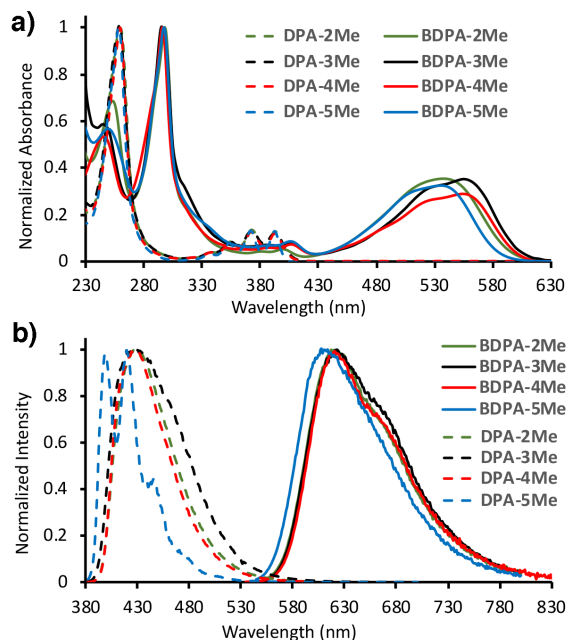 a)
DPA-2Me BDPA-2Me
DPA-3Me BDPA-3Me
DPA-4Me BDPA-4Me
DPA-5Me BDPA-5Me
Normalized Absorbance
1
0.8
0.6
0.4
0.2
0
230 280 330 380 430 480 530 580 630
Wavelength (nm)
b)
BDPA-2Me
BDPA-3Me
BDPA-4Me
BDPA-5Me
DPA-2Me
DPA-3Me
DPA-4Me
DPA-5Me
Normalized Intensity
1
0.8
0.6
0.4
0.2
0
380 430 480 530 580 630 680 730 780 830
Wavelength (nm)